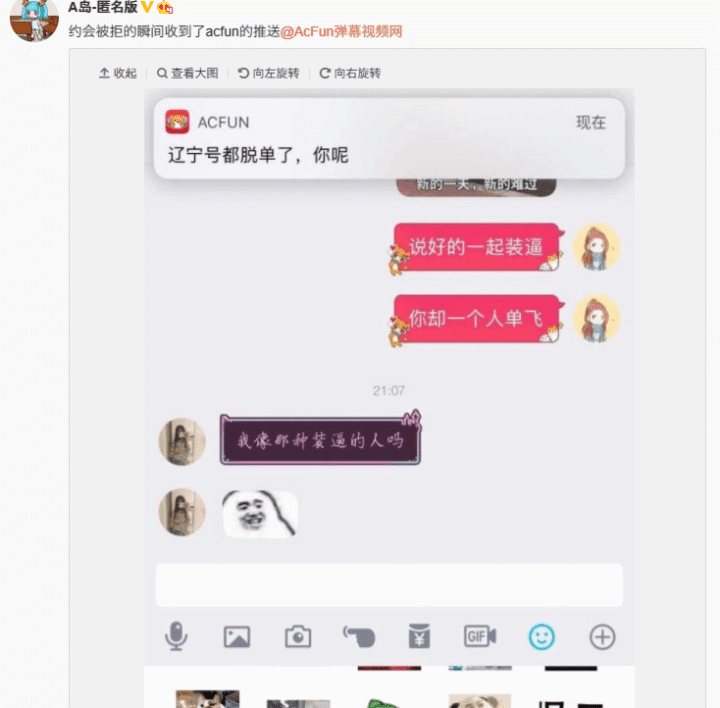 A岛-匿名版
约会被拒的瞬间收到了acfun的推送@AcFun弹幕视频网
收起 查看大图 向左旋转 向右旋转
ACFUN 现在
辽宁号都脱单了，你呢
新的一天，新的难过
说好的一起装逼
你却一个人单飞
21:07
我像那种装逼的人吗
GIF